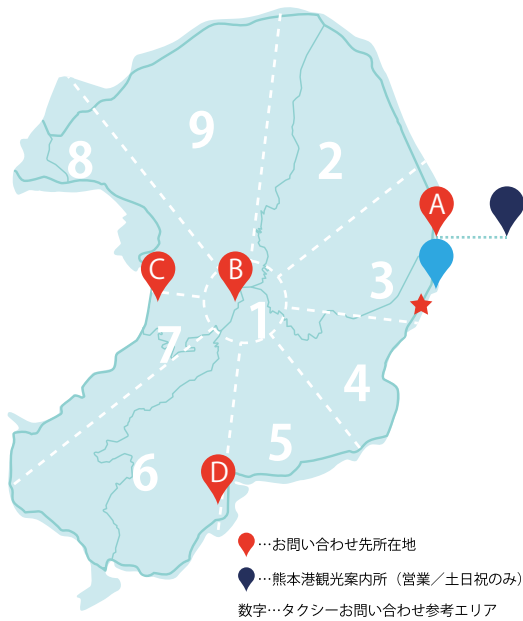 9
2
8
A
3
C
B
1
7
4
5
6
D
…お問い合わせ先所在地
…熊本港観光案内所（営業／土日祝のみ）
数字…タクシーお問い合わせ参考エリア